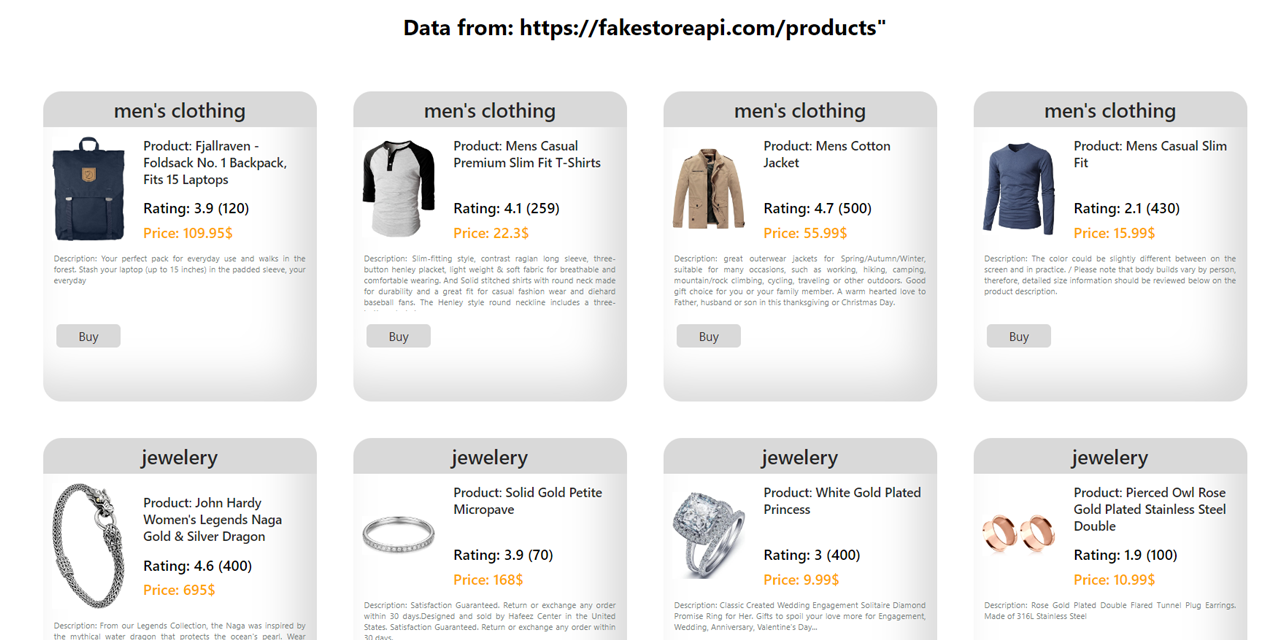 Data from: https://fakestoreapi.com/products"
men's clothing
Product: Fjallraven -
Foldsack No. 1 Backpack,
Fits 15 Laptops
Rating: 3.9 (120)
Price: 109.95$
Description: Your perfect pack for everyday use and walks in the
forest. Stash your laptop (up to 15 inches) in the padded sleeve, your
everyday
Buy
men's clothing
Product: Mens Casual
Premium Slim Fit T-Shirts
Rating: 4.1 (259)
Price: 22.3$
Description: Slim-fitting style, contrast raglan long sleeve, three-
button henley placket, light weight & soft fabric for breathable and
comfortable wearing. And Solid stitched shirts with round neck made
for durability and a great fit for casual fashion wear and diehard
baseball fans. The Henley style round neckline includes a three-
Buy
men's clothing
Product: Mens Cotton
Jacket
Rating: 4.7 (500)
Price: 55.99$
Description: great outerwear jackets for Spring/Autumn/Winter,
suitable for many occasions, such as working, hiking, camping,
mountain/rock climbing, cycling, traveling or other outdoors. Good
gift choice for you or your family member. A warm hearted love to
Father, husband or son in this thanksgiving or Christmas Day.
Buy
men's clothing
Product: Mens Casual Slim
Fit
Rating: 2.1 (430)
Price: 15.99$
Description: The color could be slightly different between on the
screen and in practice. / Please note that body builds vary by person,
therefore, detailed size information should be reviewed below on the
product description.
Buy
jewelery
Product: John Hardy
Women's Legends Naga
Gold & Silver Dragon
Rating: 4.6 (400)
Price: 695$
Description: From our Legends Collection, the Naga was inspired by
the mythical water dragon that protects the ocean's pearl. Wear
jewelery
Product: Solid Gold Petite
Micropave
Rating: 3.9 (70)
Price: 168$
Description: Satisfaction Guaranteed. Return or exchange any order
within 30 days.Designed and sold by Hafeez Center in the United
States. Satisfaction Guaranteed. Return or exchange any order within
30 days.
jewelery
Product: White Gold Plated
Princess
Rating: 3 (400)
Price: 9.99$
Description: Classic Created Wedding Engagement Solitaire Diamond
Promise Ring for Her. Gifts to spoil your love more for Engagement,
Wedding, Anniversary, Valentine's Day...
jewelery
Product: Pierced Owl Rose
Gold Plated Stainless Steel
Double
Rating: 1.9 (100)
Price: 10.99$
Description: Rose Gold Plated Double Flared Tunnel Plug Earrings.
Made of 316L Stainless Steel